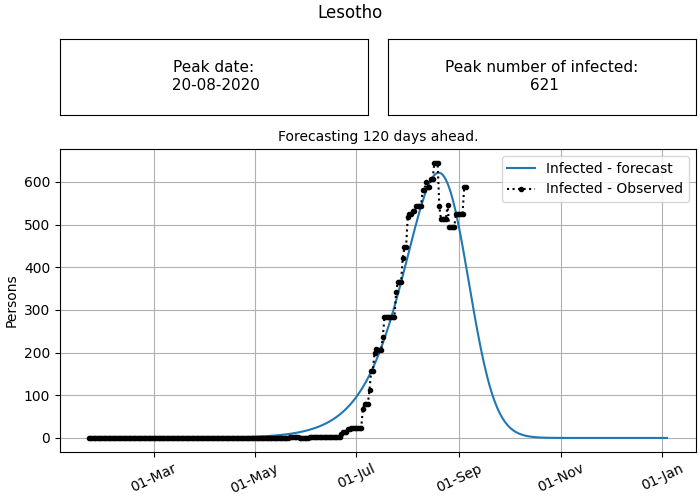 Lesotho
Peak date:
20-08-2020
Peak number of infected:
621
Forecasting 120 days ahead.
Infected - forecast
Infected - Observed
Persons
600
500
400
300
200
100
0
01-Mar
01-May
01-Jul
01-Sep
01-Nov
01-Jan